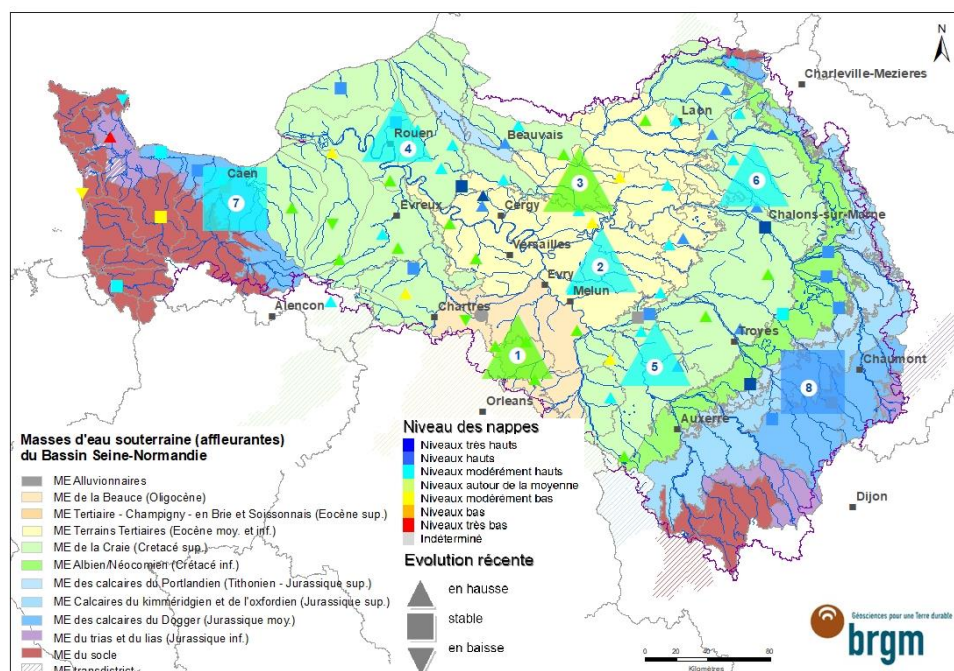 N
Charleville-Mezieres
Laon
Beauvais
Rouen
4
3
6
Caen
7
Evreux
Cergy
Chalons-sur-Marne
Versailles
2
Evry
Melun
Alencon
Chartres
Troyes
1
5
Chaumont
8
Orleans
Auxerre
Dijon
Masses d'eau souterraine (affleurantes)
du Bassin Seine-Normandie
ME Alluvionnaires
ME de la Beauce (Oligocène)
ME Tertiaire - Champigny - en Brie et Soissonnais (Eocène sup.)
ME Terrains Tertiaires (Eocène moy. et inf.)
ME de la Craie (Cretacé sup.)
ME Albien/Néocomien (Crétacé inf.)
ME des calcaires du Portlandien (Tithonien - Jurassique sup.)
ME Calcaires du kimméridgien et de l'oxfordien (Jurassique sup.)
ME des calcaires du Dogger (Jurassique moy.)
ME du trias et du lias (Jurassique inf.)
ME du socle
ME transdistrict
Niveau des nappes
Niveaux très hauts
Niveaux hauts
Niveaux modérément hauts
Niveaux autour de la moyenne
Niveaux modérément bas
Niveaux bas
Niveaux très bas
Indéterminé
Evolution récente
en hausse
stable
en baisse
0
40
80
Kilomètres
Géosciences pour une Terre durable
brgm